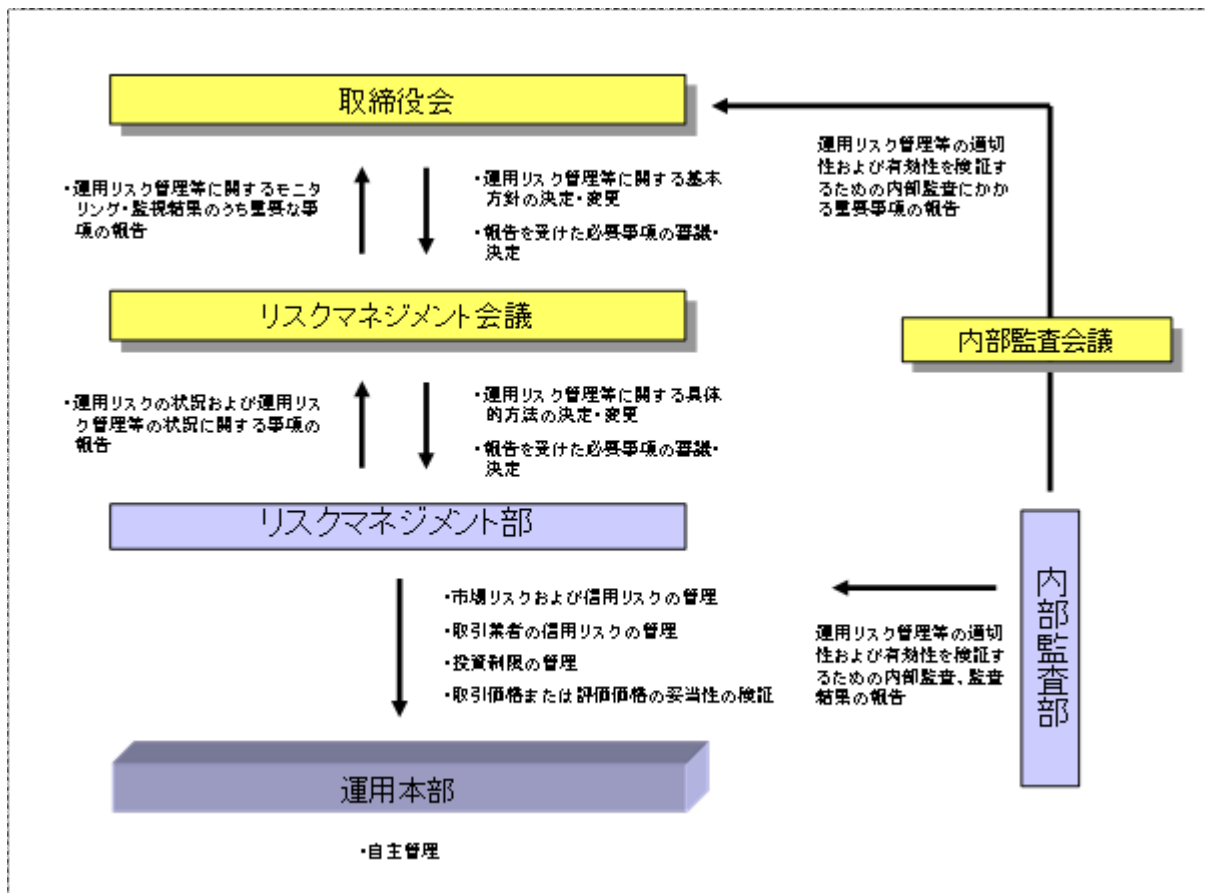 取締役会
運用リスク管理等の適切
性および有効性を検証す
るための内部監査にかか
る重要事項の報告
・運用リスク管理等に関するモニタ
リング・監視結果のうち重要な事
項の報告
・運用リスク管理等に関する基本
方針の決定・変更
・報告を受けた必要事項の審議・
決定
リスクマネジメント会議
内部監査会議
・運用リスクの状況および運用リス
ク管理等の状況に関する事項の
報告
・運用リスク管理等に関する具体
的方法の決定・変更
・報告を受けた必要事項の審議・
決定
リスクマネジメント部
内部監査部
・市場リスクおよび信用リスクの管理
・取引業者の信用リスクの管理
・投資制限の管理
・取引価格または評価価格の妥当性の検証
運用リスク管理等の適切
性および有効性を検証す
るための内部監査、監査
結果の報告
運用本部
・自主管理